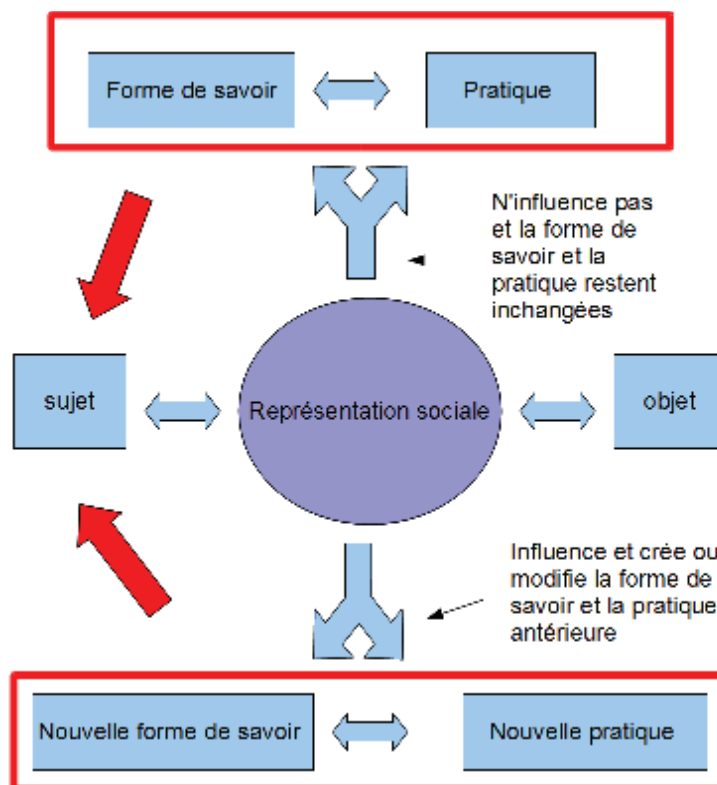 Forme de savoir
Pratique
N'influence pas
et la forme de
savoir et la
pratique restent
inchangées
sujet
Représentation sociale
objet
Influence et crée ou
modifie la forme de
savoir et la pratique
antérieure
Nouvelle forme de savoir
Nouvelle pratique